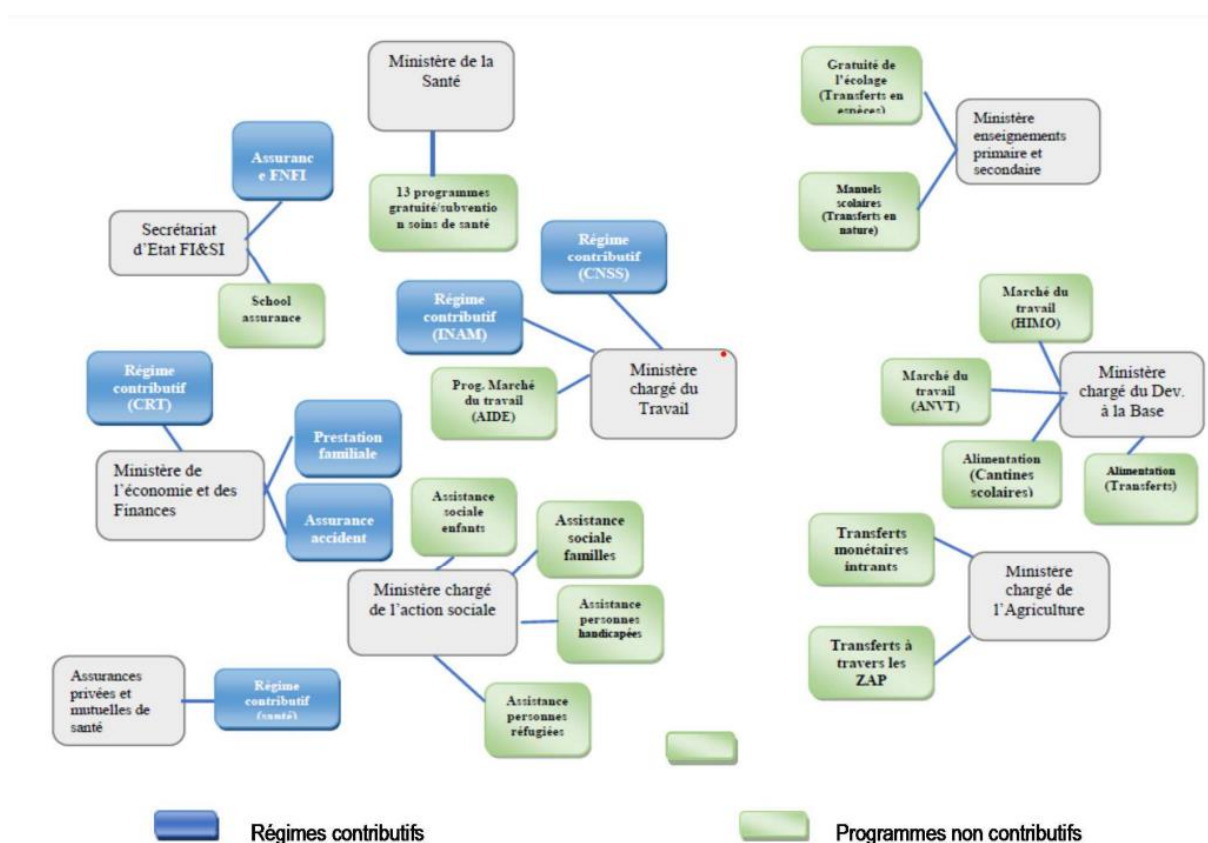 Ministère de la
Santé
Gratuité de
l'écolage
(Transferts en
espèces)
Ministère
enseignements
primaire et
secondaire
Assuranc
e FNFI
13 programmes
gratuité/subventio
n soins de santé
Manuels
scolaires
(Transferts en
nature)
Secrétariat
d'Etat FI&SI
Régime
contributif
(CNSS)
School
assurance
Régime
contributif
(INAM)
Marché du
travail
(HIMO)
Ministère
chargé du
Travail
Ministère
chargé du Dev.
à la Base
Régime
contributif
(CRT)
Prog. Marché
du travail
(AIDE)
Marché du
travail
(ANVT)
Prestation
familiale
Ministère de
l'économie et des
Finances
Alimentation
(Cantines
scolaires)
Alimentation
(Transferts)
Assurance
accident
Assistance
sociale
enfants
Assistance
sociale
familles
Transferts
monétaires
intrants
Ministère chargé
de l'action sociale
Ministère
chargé de
l'Agriculture
Assistance
personnes
handicapées
Transferts à
travers les
ZAP
Assurances
privées et
mutuelles de
santé
Régime
contributif
(santé)
Assistance
personnes
réfugiées
Régimes contributifs
Programmes non contributifs